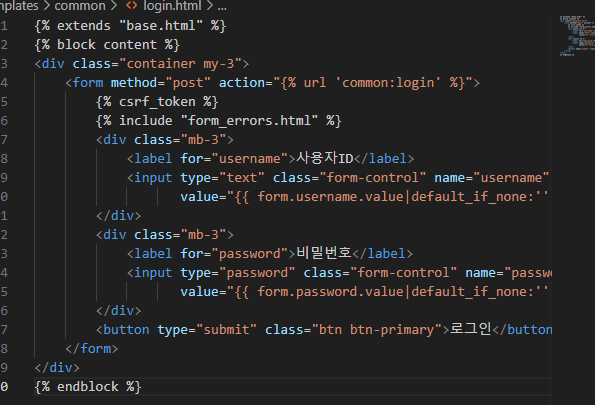 nplates > common > <> login.html > ...
1 {% extends "base.html" %}
2 {% block content %}
3 <div class="container my-3">
4 <form method="post" action="{% url 'common:login' %}">
5 {% csrf_token %}
6 {% include "form_errors.html" %}
7 <div class="mb-3">
8 <label for="username">사용자ID</label>
9 <input type="text" class="form-control" name="username"
0 value="{{ form.username.value|default_if_none:''
1 </div>
2 <div class="mb-3">
3 <label for="password">비밀번호</label>
4 <input type="password" class="form-control" name="passw
5 value="{{ form.password.value|default_if_none:''
6 </div>
7 <button type="submit" class="btn btn-primary">로그인</button
8 </form>
9 </div>
0 {% endblock %}